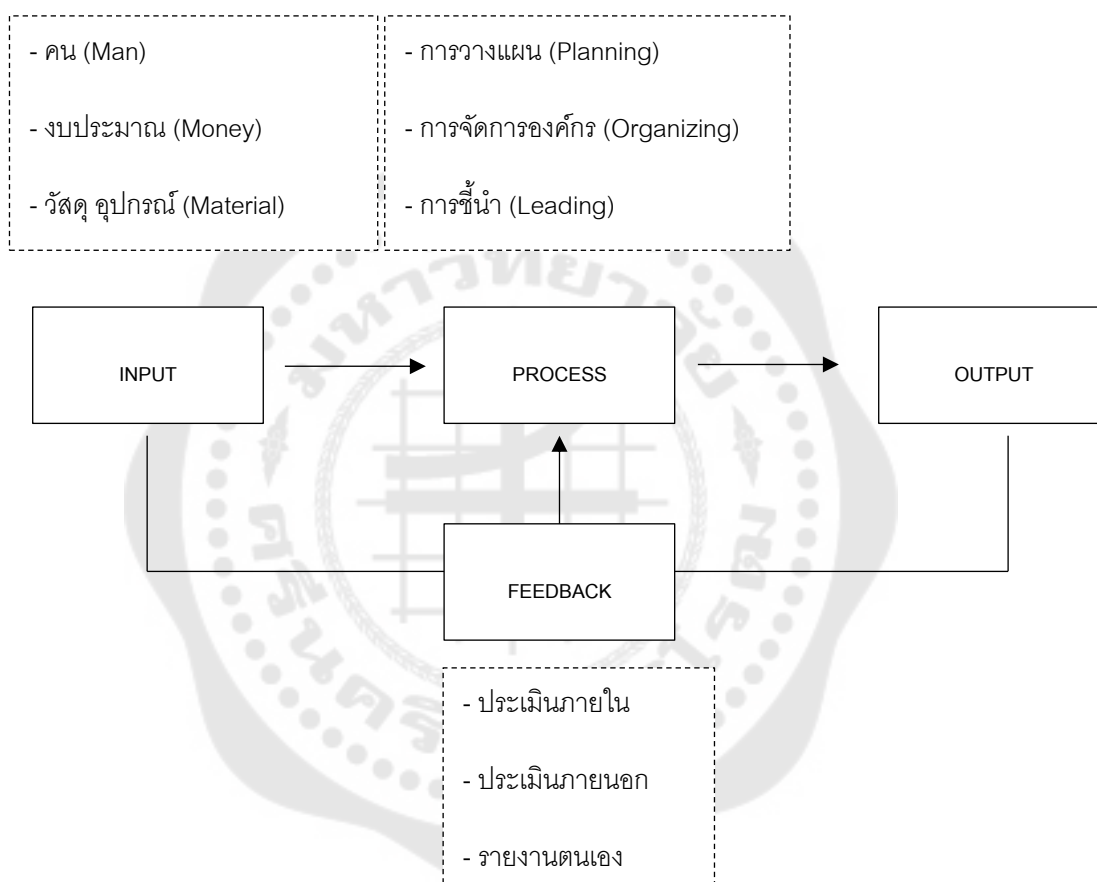 - คน (Man)
- งบประมาณ (Money)
- วัสดุ อุปกรณ์ (Material)
- การวางแผน (Planning)
- การจัดการองค์กร (Organizing)
- การชี้นำ (Leading)
INPUT
PROCESS
OUTPUT
FEEDBACK
- ประเมินภายใน
- ประเมินภายนอก
- รายงานตนเอง